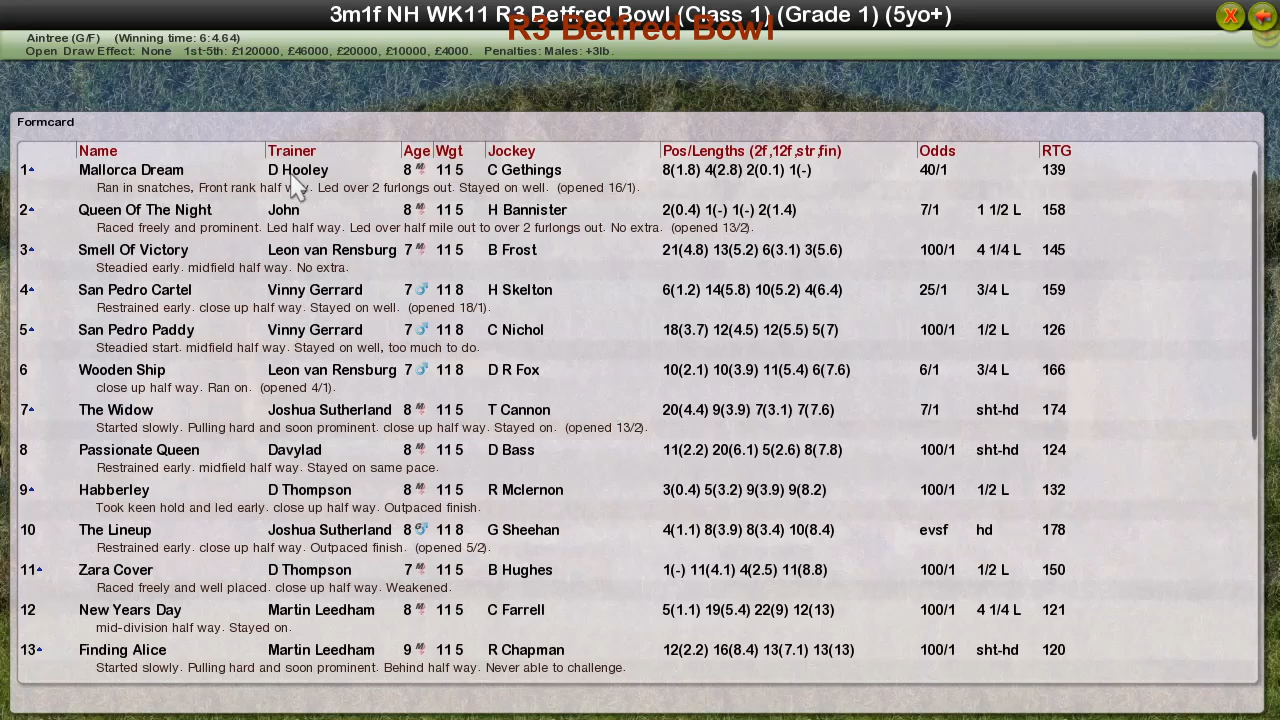 3m1f NH WK11 R3 Betfred Bowl (Class 1) (Grade 1) (5yo+)
R3 Betfred Bowl
Aintree (G/F) (Winning time: 6:4.64)
Open Draw Effect: None 1st-5th: £120000, £46000, £20000, £10000, £4000. Penalties: Males: +3lb.
Formcard
Name Trainer Age Wgt Jockey Pos/Lengths (2f,12f,str,fin) Odds RTG
1 Mallorca Dream D Hooley 8 M 11 5 C Gethings 8(1.8) 4(2.8) 2(0.1) 1(-) 40/1 139
Ran in snatches, Front rank half way. Led over 2 furlongs out. Stayed on well. (opened 16/1).
2 Queen Of The Night John 8 M 11 5 H Bannister 2(0.4) 1(-) 1(-) 2(1.4) 7/1 1 1/2 L 158
Raced freely and prominent. Led half way. Led over half mile out to over 2 furlongs out. No extra. (opened 13/2).
3 Smell Of Victory Leon van Rensburg 7 M 11 5 B Frost 21(4.8) 13(5.2) 6(3.1) 3(5.6) 100/1 4 1/4 L 145
Steadied early. midfield half way. No extra.
4 San Pedro Cartel Vinny Gerrard 7 ♂ 11 8 H Skelton 6(1.2) 14(5.8) 10(5.2) 4(6.4) 25/1 3/4 L 159
Restrained early. close up half way. Stayed on well. (opened 18/1).
5 San Pedro Paddy Vinny Gerrard 7 ♂ 11 8 C Nichol 18(3.7) 12(4.5) 12(5.5) 5(7) 100/1 1/2 L 126
Steadied start. midfield half way. Stayed on well, too much to do.
6 Wooden Ship Leon van Rensburg 7 ♂ 11 8 D R Fox 10(2.1) 10(3.9) 11(5.4) 6(7.6) 6/1 3/4 L 166
close up half way. Ran on. (opened 4/1).
7 The Widow Joshua Sutherland 8 M 11 5 T Cannon 20(4.4) 9(3.9) 7(3.1) 7(7.6) 7/1 sht-hd 174
Started slowly. Pulling hard and soon prominent. close up half way. Stayed on. (opened 13/2).
8 Passionate Queen Davylad 8 M 11 5 D Bass 11(2.2) 20(6.1) 5(2.6) 8(7.8) 100/1 sht-hd 124
Restrained early. midfield half way. Stayed on same pace.
9 Habberley D Thompson 8 M 11 5 R Mclernon 3(0.4) 5(3.2) 9(3.9) 9(8.2) 100/1 1/2 L 132
Took keen hold and led early. close up half way. Outpaced finish.
10 The Lineup Joshua Sutherland 8 G 11 8 G Sheehan 4(1.1) 8(3.9) 8(3.4) 10(8.4) evsf hd 178
Restrained early. close up half way. Outpaced finish. (opened 5/2).
11 Zara Cover D Thompson 7 M 11 5 B Hughes 1(-) 11(4.1) 4(2.5) 11(8.8) 100/1 1/2 L 150
Raced freely and well placed. close up half way. Weakened.
12 New Years Day Martin Leedham 8 M 11 5 C Farrell 5(1.1) 19(5.4) 22(9) 12(13) 100/1 4 1/4 L 121
mid-division half way. Stayed on.
13 Finding Alice Martin Leedham 9 M 11 5 R Chapman 12(2.2) 16(8.4) 13(7.1) 13(13) 100/1 sht-hd 120
Started slowly. Pulling hard and soon prominent. Behind half way. Never able to challenge.